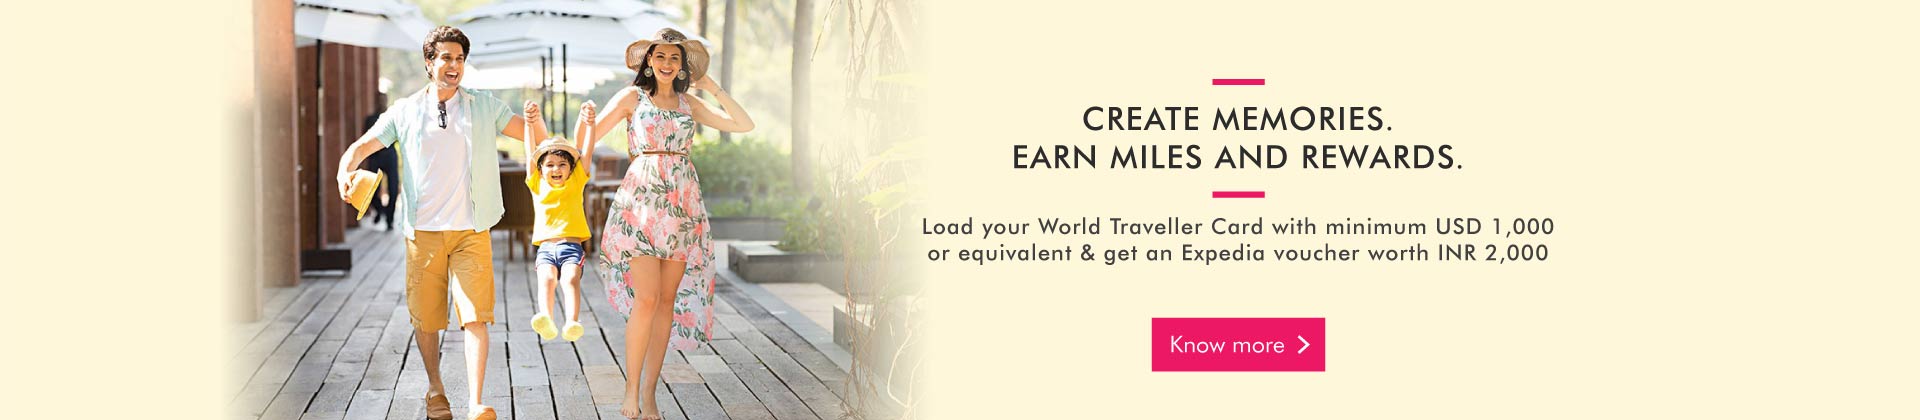 CREATE MEMORIES.
EARN MILES AND REWARDS.
Load your World Traveller Card with minimum USD 1,000
or equivalent & get an Expedia voucher worth INR 2,000
Know more >